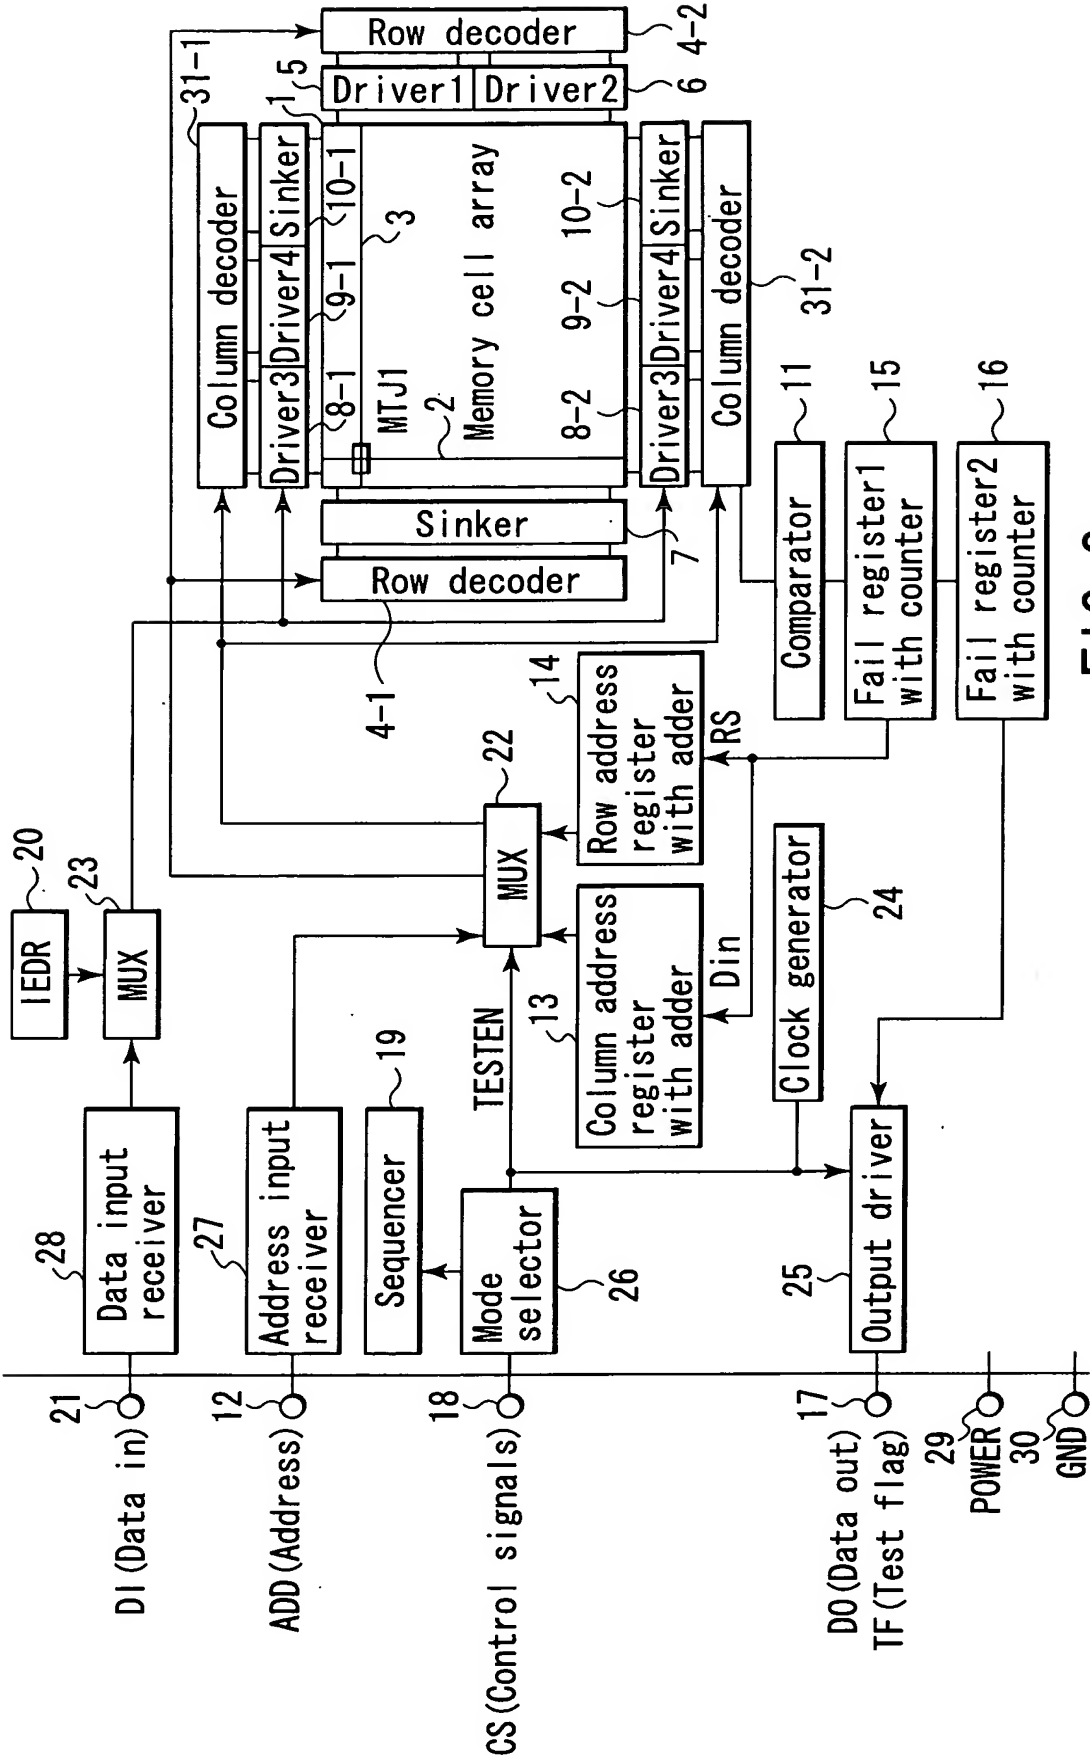 DI(Data in)
21
28
Data input
receiver
IEDR
20
MUX
23
ADD(Address)
12
27
Address input
receiver
Sequencer
19
CS(Control signals)
18
Mode
selector
26
TESTEN
MUX
22
13
Column address
register
with adder
14
Row address
register
with adder
Din
RS
Clock generator
24
DO(Data out)
TF(Test flag)
17
25
Output driver
29
POWER
30
GND
4-1
Row decoder
Sinker
7
Column decoder
31-1
Driver3
Driver4
Sinker
8-1
9-1
10-1
1
MTJ1
2
3
Memory cell array
8-2
9-2
10-2
Driver3
Driver4
Sinker
Column decoder
31-2
5
Driver1
Driver2
6
Row decoder
4-2
Comparator
11
Fail register1
with counter
15
Fail register2
with counter
16